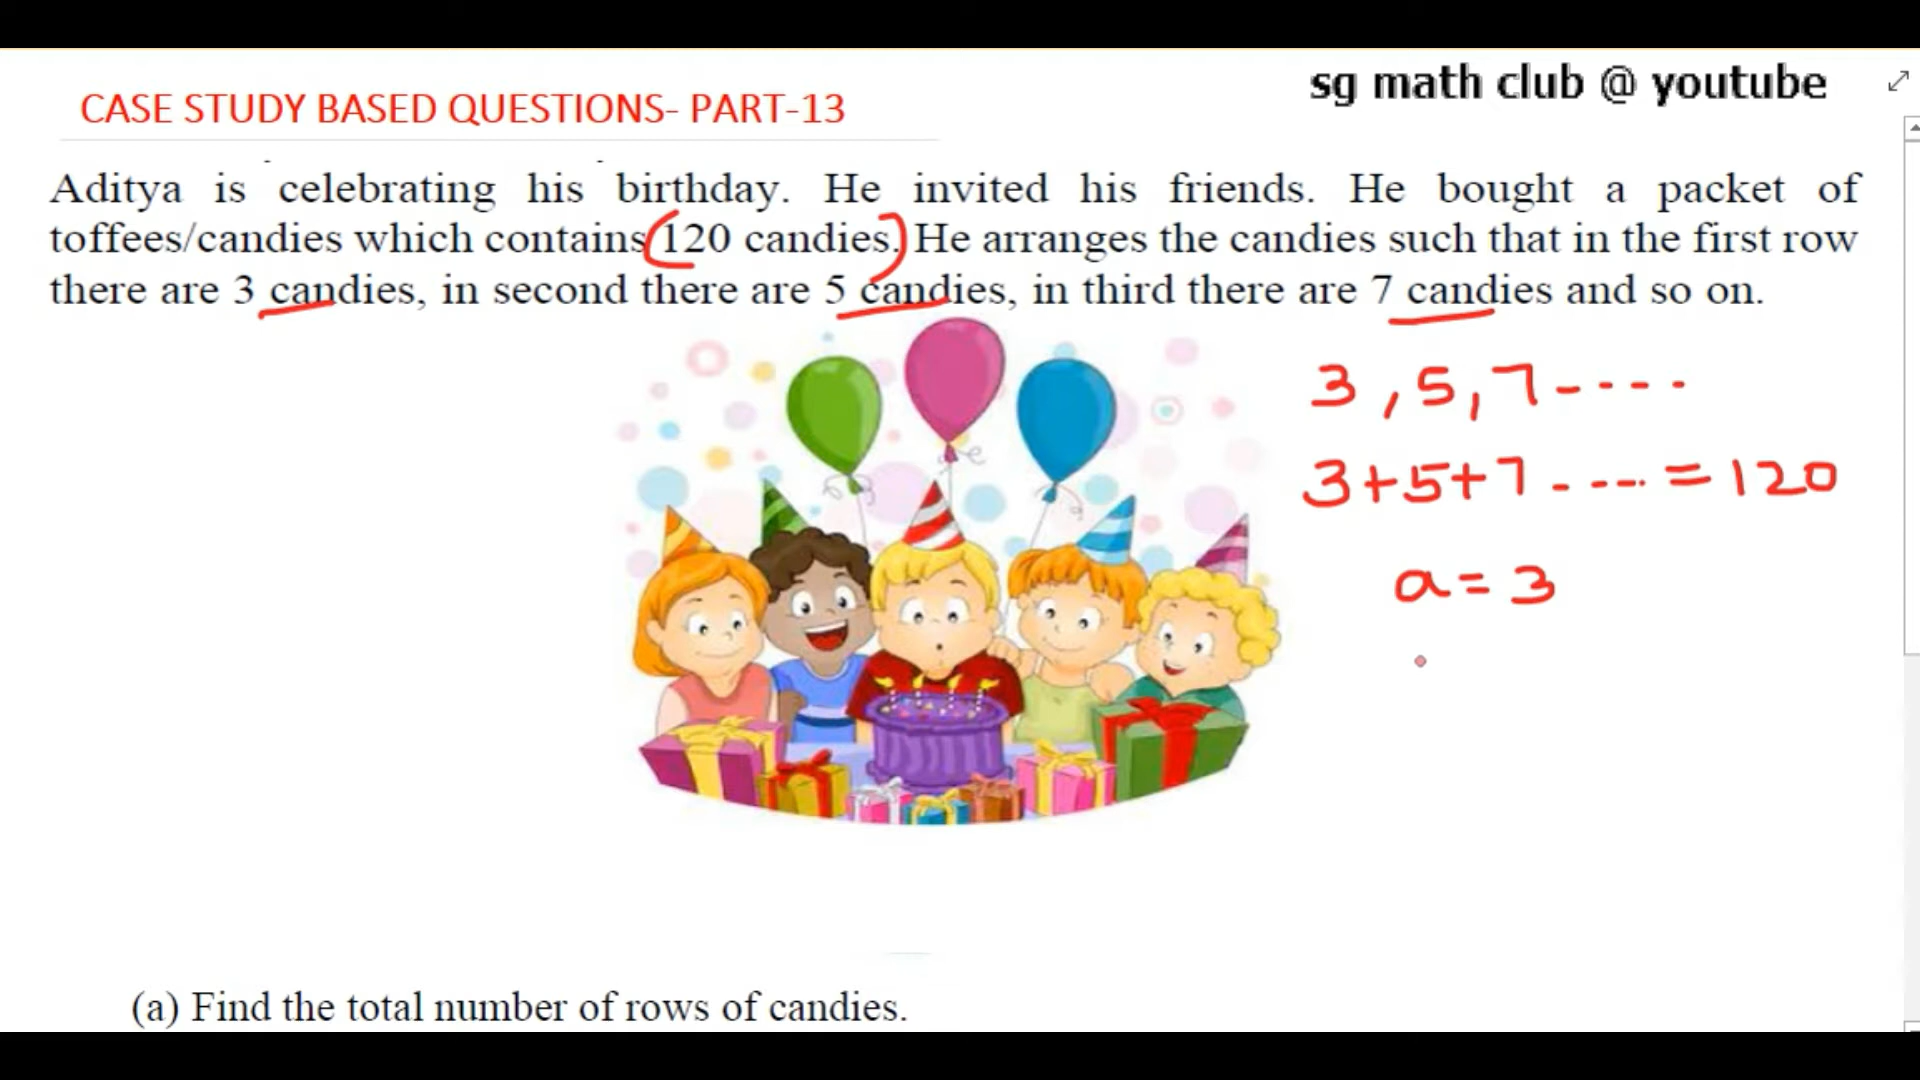 sg math club @ youtube
CASE STUDY BASED QUESTIONS- PART-13
Aditya is celebrating his birthday. He invited his friends. He bought a packet of
toffees/candies which contains (120 candies.) He arranges the candies such that in the first row
there are 3 candies, in second there are 5 candies, in third there are 7 candies and so on.
3 , 5, 7 - - - -
3+5+7 - - - - = 120
a = 3
(a) Find the total number of rows of candies.